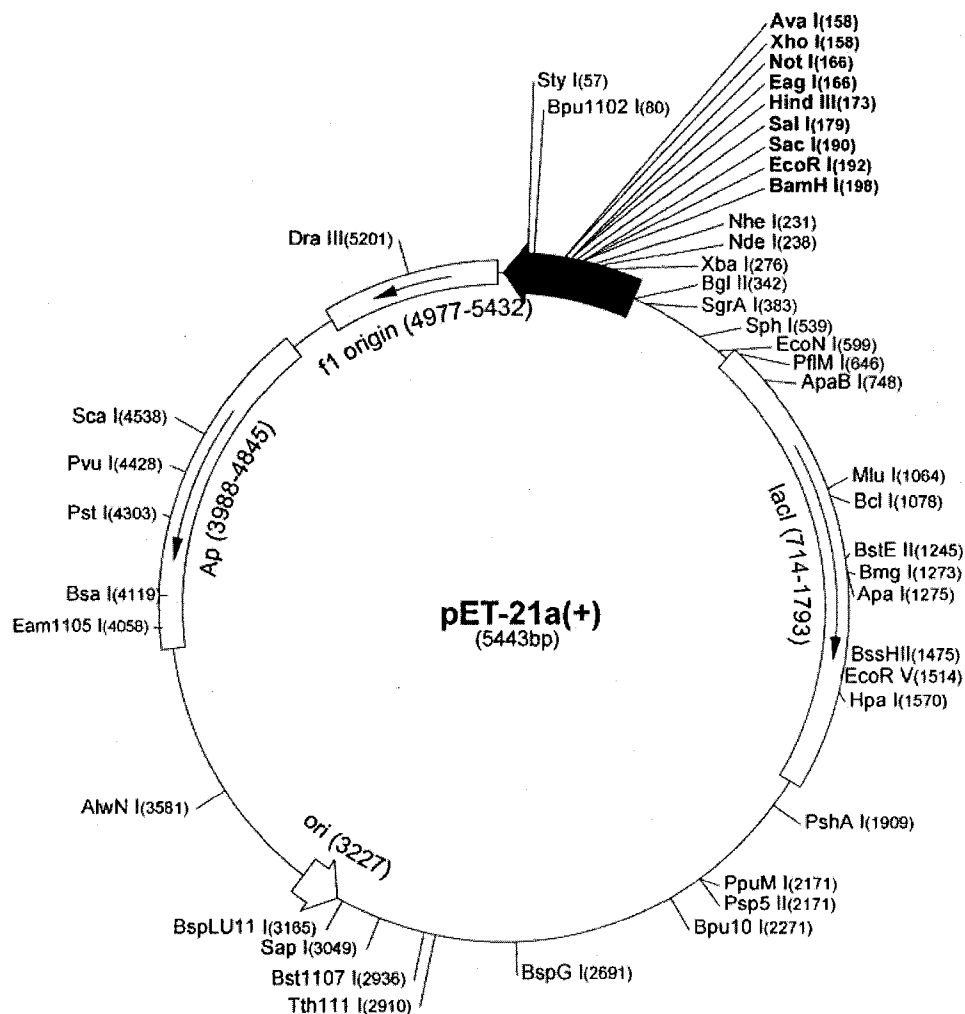 Ava I(158)
Xho I(158)
Not I(166)
Eag I(166)
Hind III(173)
Sal I(179)
Sac I(190)
EcoR I(192)
BamH I(198)
Sty I(57)
Bpu1102 I(80)
Nhe I(231)
Nde I(238)
Xba I(276)
Bgl II(342)
SgrA I(383)
Sph I(539)
EcoN I(599)
PflM I(646)
ApaB I(748)
Dra III(5201)
f1 origin (4977-5432)
Sca I(4538)
Pvu I(4428)
Pst I(4303)
Bsa I(4119)
Eam1105 I(4058)
Ap (3988-4845)
lacI (714-1793)
Mlu I(1064)
Bcl I(1078)
BstE II(1245)
Bmg I(1273)
Apa I(1275)
BssHII(1475)
EcoR V(1514)
Hpa I(1570)
pET-21a(+)
(5443bp)
AlwN I(3581)
ori (3227)
PshA I(1909)
PpuM I(2171)
Psp5 II(2171)
Bpu10 I(2271)
BspLU11 I(3165)
Sap I(3049)
Bst1107 I(2936)
Tth111 I(2910)
BspG I(2691)